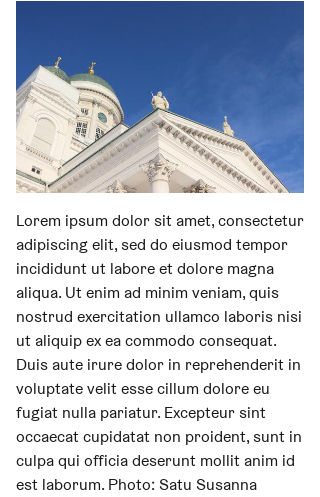 Lorem ipsum dolor sit amet, consectetur
adipiscing elit, sed do eiusmod tempor
incididunt ut labore et dolore magna
aliqua. Ut enim ad minim veniam, quis
nostrud exercitation ullamco laboris nisi
ut aliquip ex ea commodo consequat.
Duis aute irure dolor in reprehenderit in
voluptate velit esse cillum dolore eu
fugiat nulla pariatur. Excepteur sint
occaecat cupidatat non proident, sunt in
culpa qui officia deserunt mollit anim id
est laborum. Photo: Satu Susanna